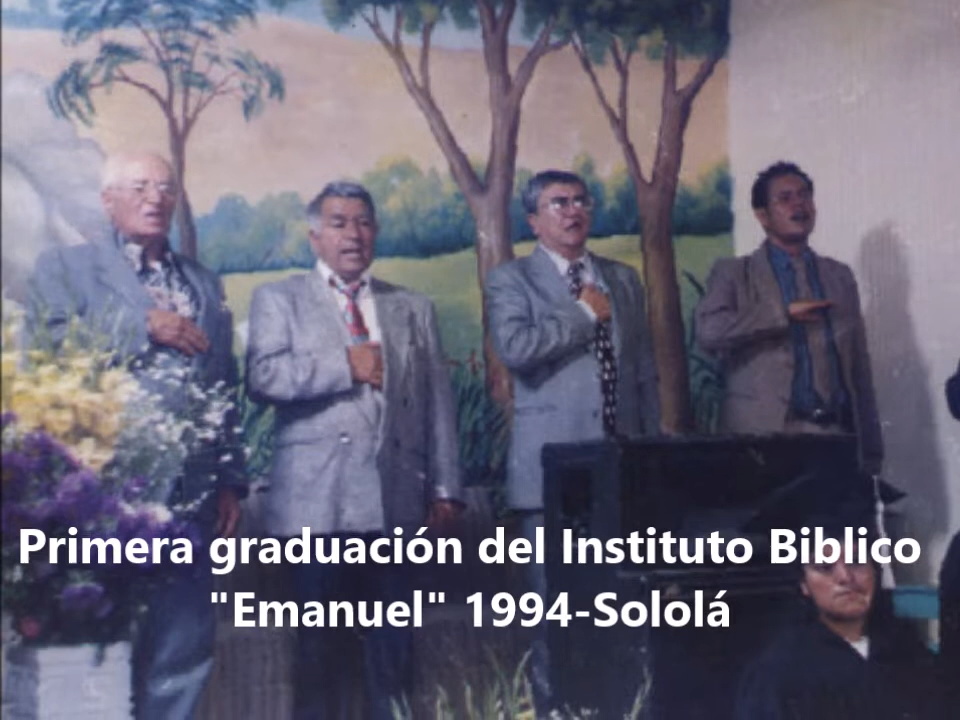 Primera graduación del Instituto Biblico
"Emanuel" 1994-Sololá